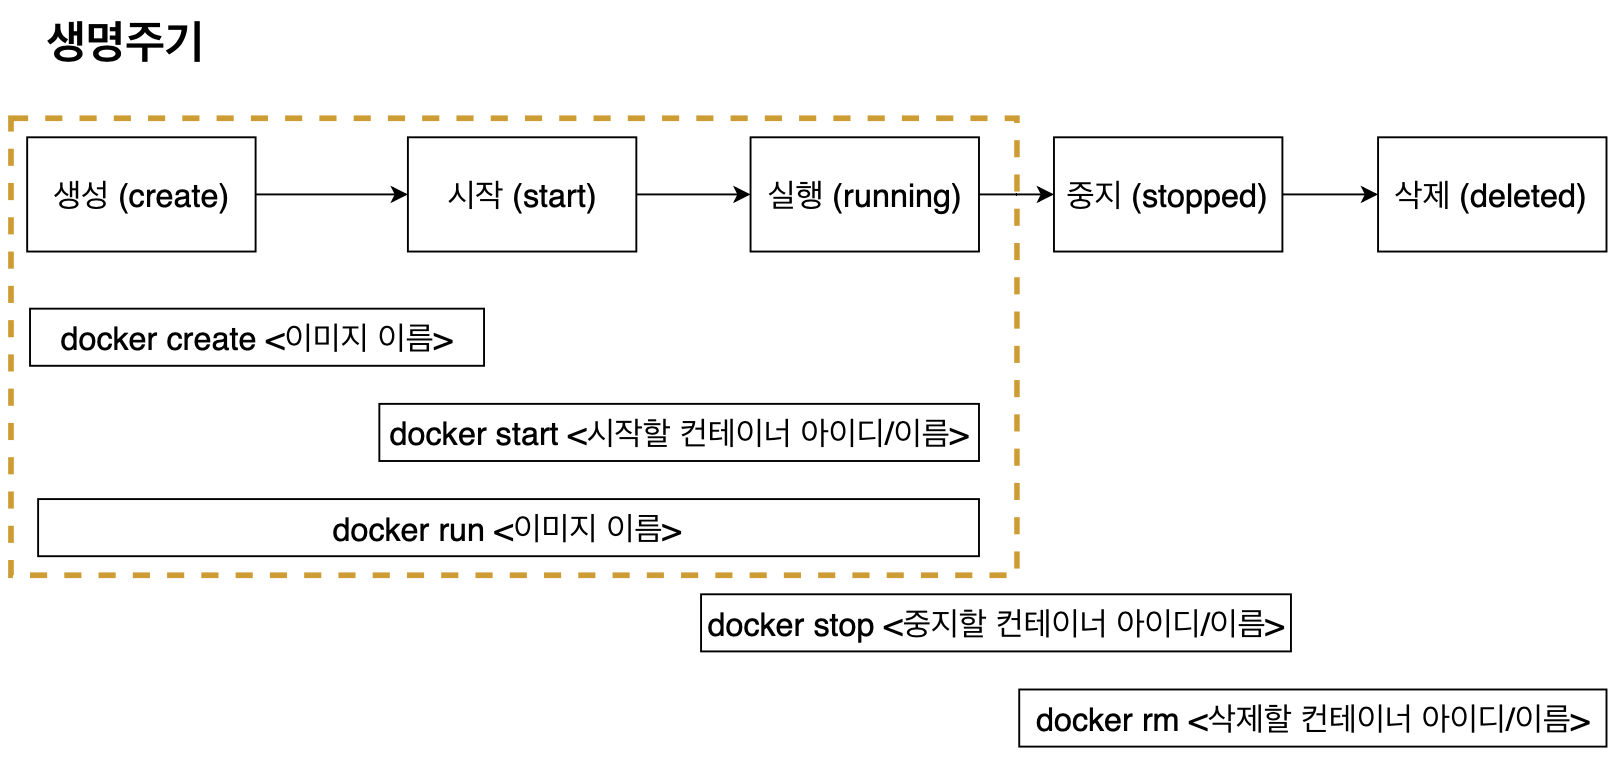 생명주기
생성 (create)
시작 (start)
실행 (running)
중지 (stopped)
삭제 (deleted)
docker create <이미지 이름>
docker start <시작할 컨테이너 아이디/이름>
docker run <이미지 이름>
docker stop <중지할 컨테이너 아이디/이름>
docker rm <삭제할 컨테이너 아이디/이름>